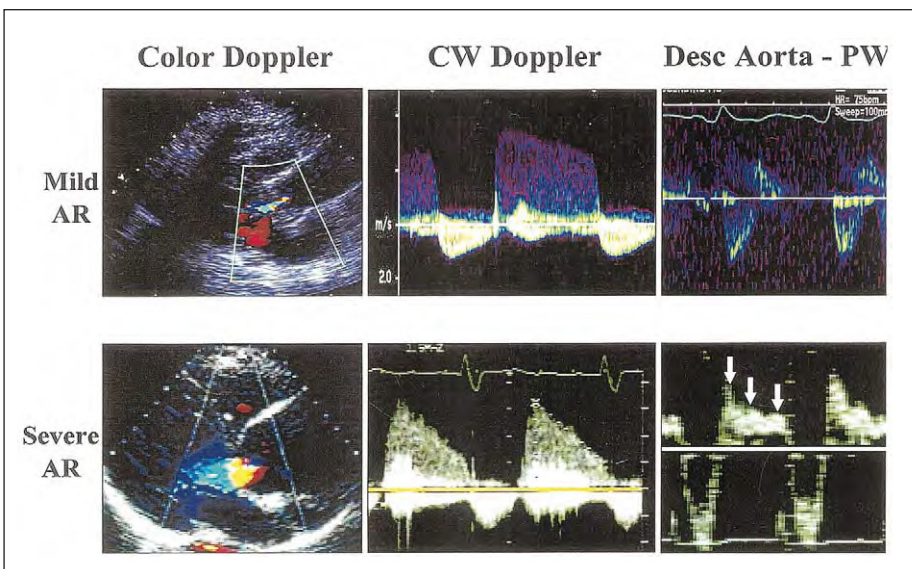 Color Doppler
CW Doppler
Desc Aorta - PW
Mild
AR
m/s
2.0
HR= 75bpm
Sweep=100mm
Severe
AR